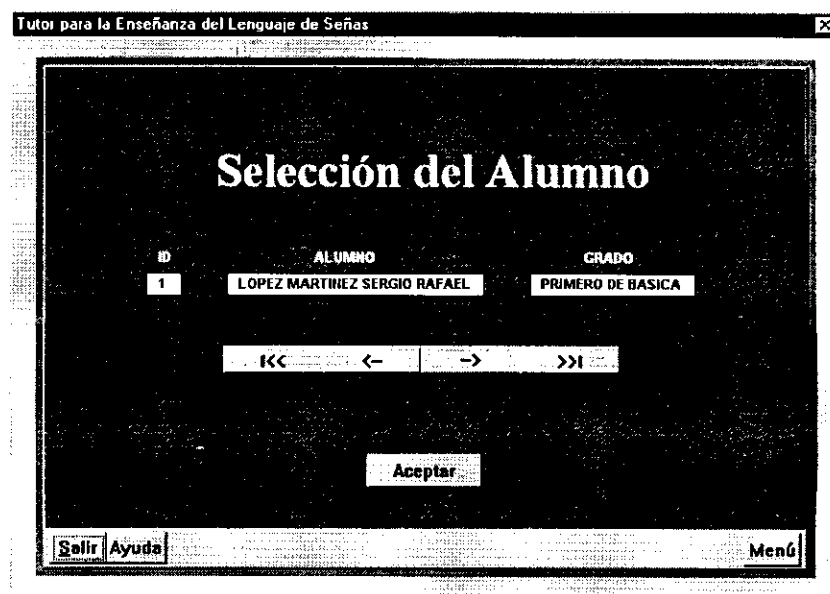 Tutor para la Enseñanza del Lenguaje de Señas
Selección del Alumno
ID ALUMNO GRADO
1 LOPEZ MARTINEZ SERGIO RAFAEL PRIMERO DE BASICA
I<< <- -> >>I
Aceptar
Salir Ayuda Menú